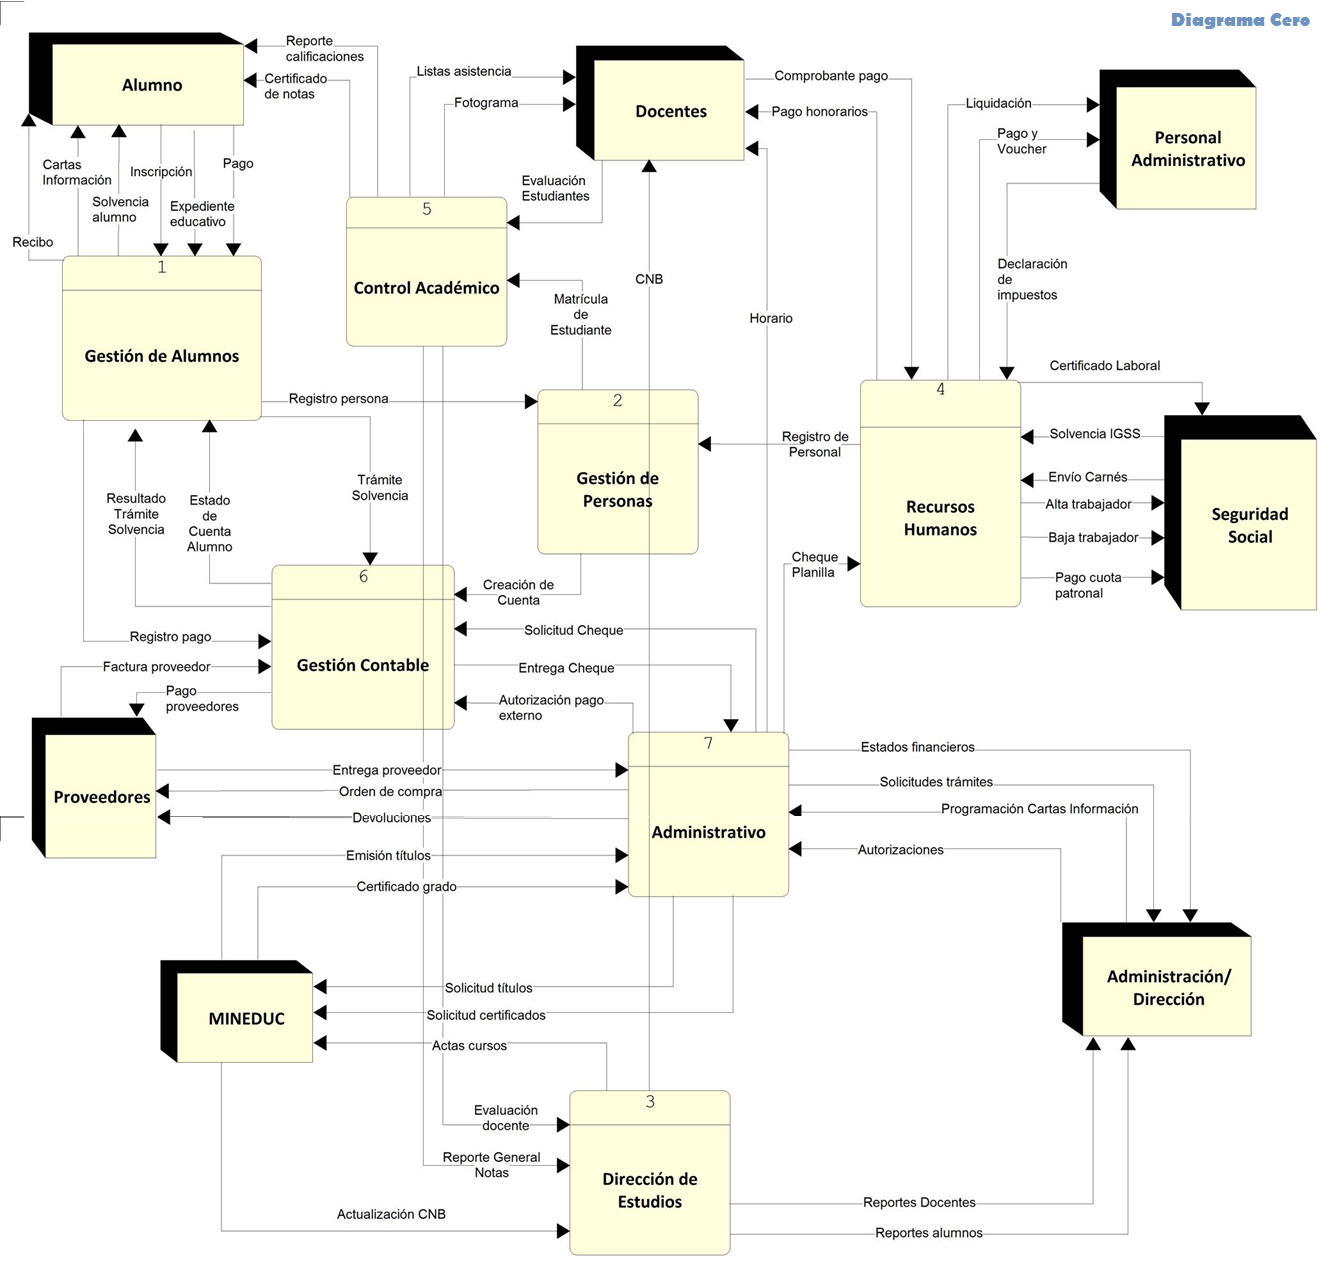 Diagrama Cero
Reporte
calificaciones
Certificado
de notas
Alumno
Listas asistencia
Fotograma
Docentes
Comprobante pago
Pago honorarios
Liquidación
Pago y
Voucher
Personal
Administrativo
Cartas
Información
Inscripción
Pago
Solvencia
alumno
Expediente
educativo
Recibo
Evaluación
Estudiantes
5
Control Académico
Matrícula
de
Estudiante
CNB
Horario
Declaración
de
impuestos
1
Gestión de Alumnos
Registro persona
2
Gestión de
Personas
Registro de
Personal
4
Recursos
Humanos
Certificado Laboral
Solvencia IGSS
Envío Carnés
Alta trabajador
Baja trabajador
Pago cuota
patronal
Seguridad
Social
Trámite
Solvencia
Resultado
Trámite
Solvencia
Estado
de
Cuenta
Alumno
Cheque
Planilla
6
Gestión Contable
Creación de
Cuenta
Solicitud Cheque
Entrega Cheque
Autorización pago
externo
Registro pago
Factura proveedor
Pago
proveedores
Proveedores
Entrega proveedor
Orden de compra
Devoluciones
7
Administrativo
Estados financieros
Solicitudes trámites
Programación Cartas Información
Autorizaciones
Emisión títulos
Certificado grado
Administración/
Dirección
MINEDUC
Solicitud títulos
Solicitud certificados
Actas cursos
3
Dirección de
Estudios
Evaluación
docente
Reporte General
Notas
Actualización CNB
Reportes Docentes
Reportes alumnos